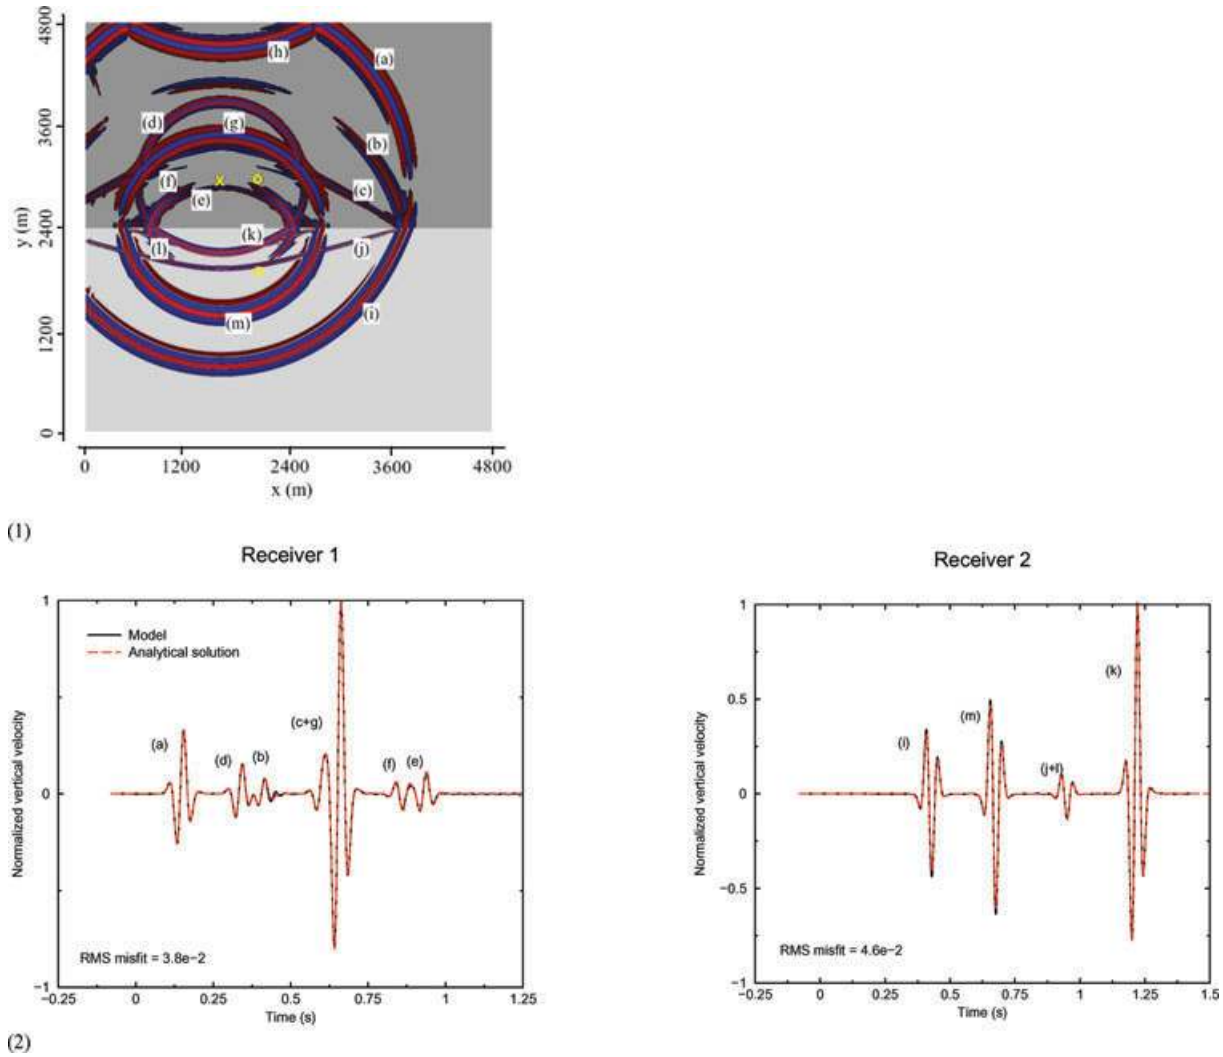 4800
(h)
(a)
3600
(d)
(g)
(b)
(f)
(c)
(e)
y (m)
2400
(k)
(l)
(j)
(m)
(i)
1200
0
0 1200 2400 3600 4800
x (m)
(1)
Receiver 1
1
Model
Analytical solution
(c+g)
(a)
(d) (b)
(f) (e)
0
Normalized vertical velocity
RMS misfit = 3.8e−2
−1
−0.25 0 0.25 0.5 0.75 1 1.25
Time (s)
Receiver 2
1
(k)
0.5
(m)
(i)
(j+l)
0
Normalized vertical velocity
−0.5
RMS misfit = 4.6e−2
−1
−0.25 0 0.25 0.5 0.75 1 1.25 1.5
Time (s)
(2)